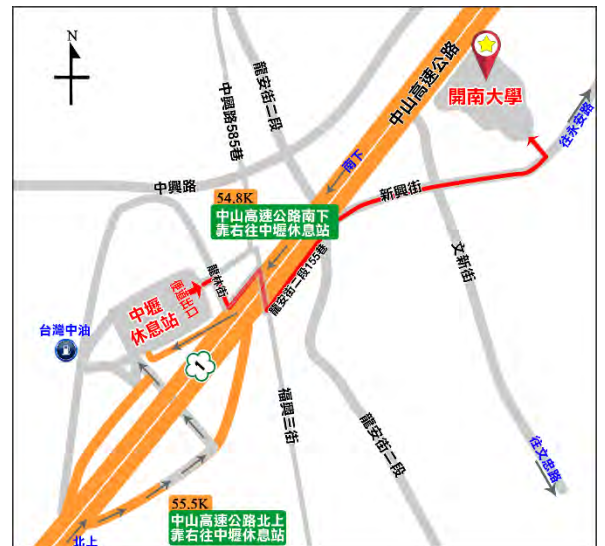 N
中山高速公路
開南大學
往永安路
龍安街二段
中興路585巷
南下
中興路
新興街
文新街
54.8K
中山高速公路南下
靠右往中壢休息站
龍林街
中壢
休息站
龍安街二段155巷
台灣中油
1
福興三街
龍安街二段
往文忠路
55.5K
中山高速公路北上
靠右往中壢休息站
北上